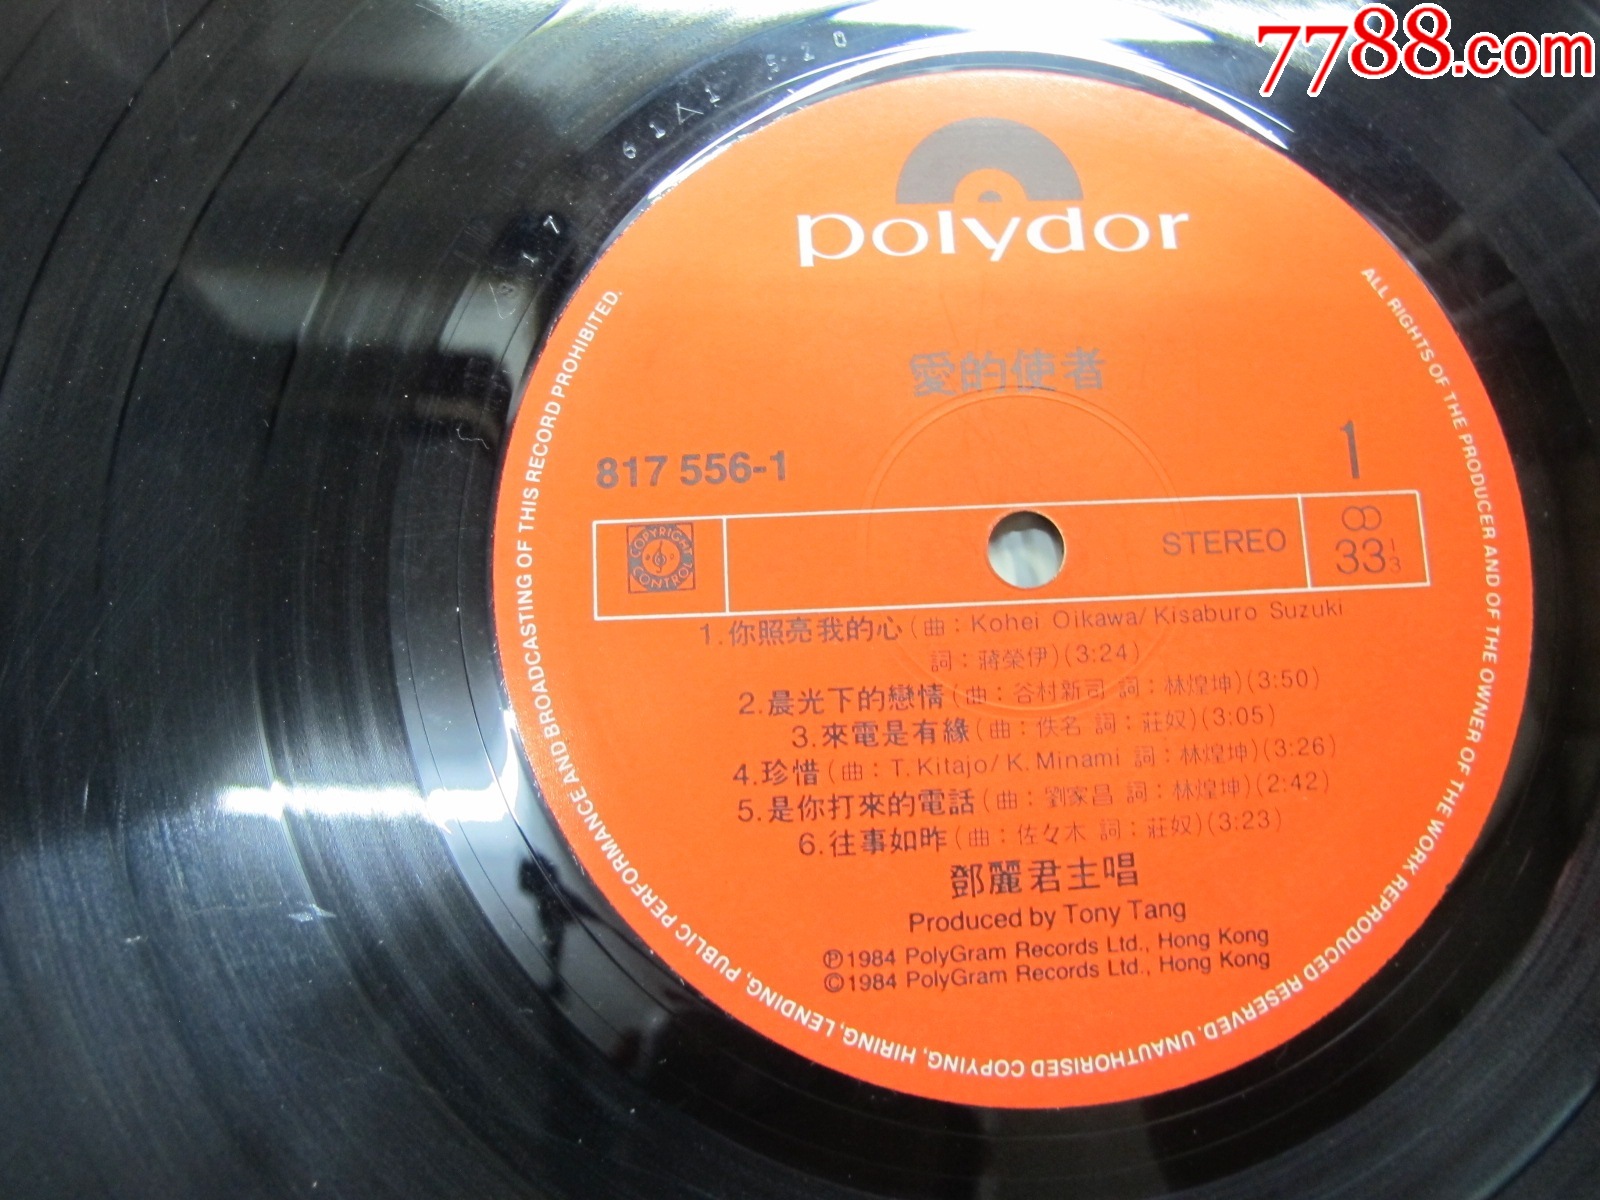 7788.com
817
61△1 520
polydor
愛的使者
817 556-1
1
COPYRIGHT CONTROL
STEREO
33 1/3
1.你照亮我的心(曲：Kohei Oikawa/Kisaburo Suzuki
詞：蔣榮伊)(3:24)
2.晨光下的戀情(曲：谷村新司 詞：林煌坤)(3:50)
3.來電是有緣(曲：佚名 詞：莊奴)(3:05)
4.珍惜(曲：T.Kitajo/K.Minami 詞：林煌坤)(3:26)
5.是你打來的電話(曲：劉家昌 詞：林煌坤)(2:42)
6.往事如昨(曲：佐々木 詞：莊奴)(3:23)
鄧麗君主唱
Produced by Tony Tang
℗1984 PolyGram Records Ltd., Hong Kong
©1984 PolyGram Records Ltd., Hong Kong
ALL RIGHTS OF THE PRODUCER AND OF THE OWNER OF THE WORK REPRODUCED RESERVED. UNAUTHORISED COPYING, HIRING, LENDING, PUBLIC PERFORMANCE AND BROADCASTING OF THIS RECORD PROHIBITED.